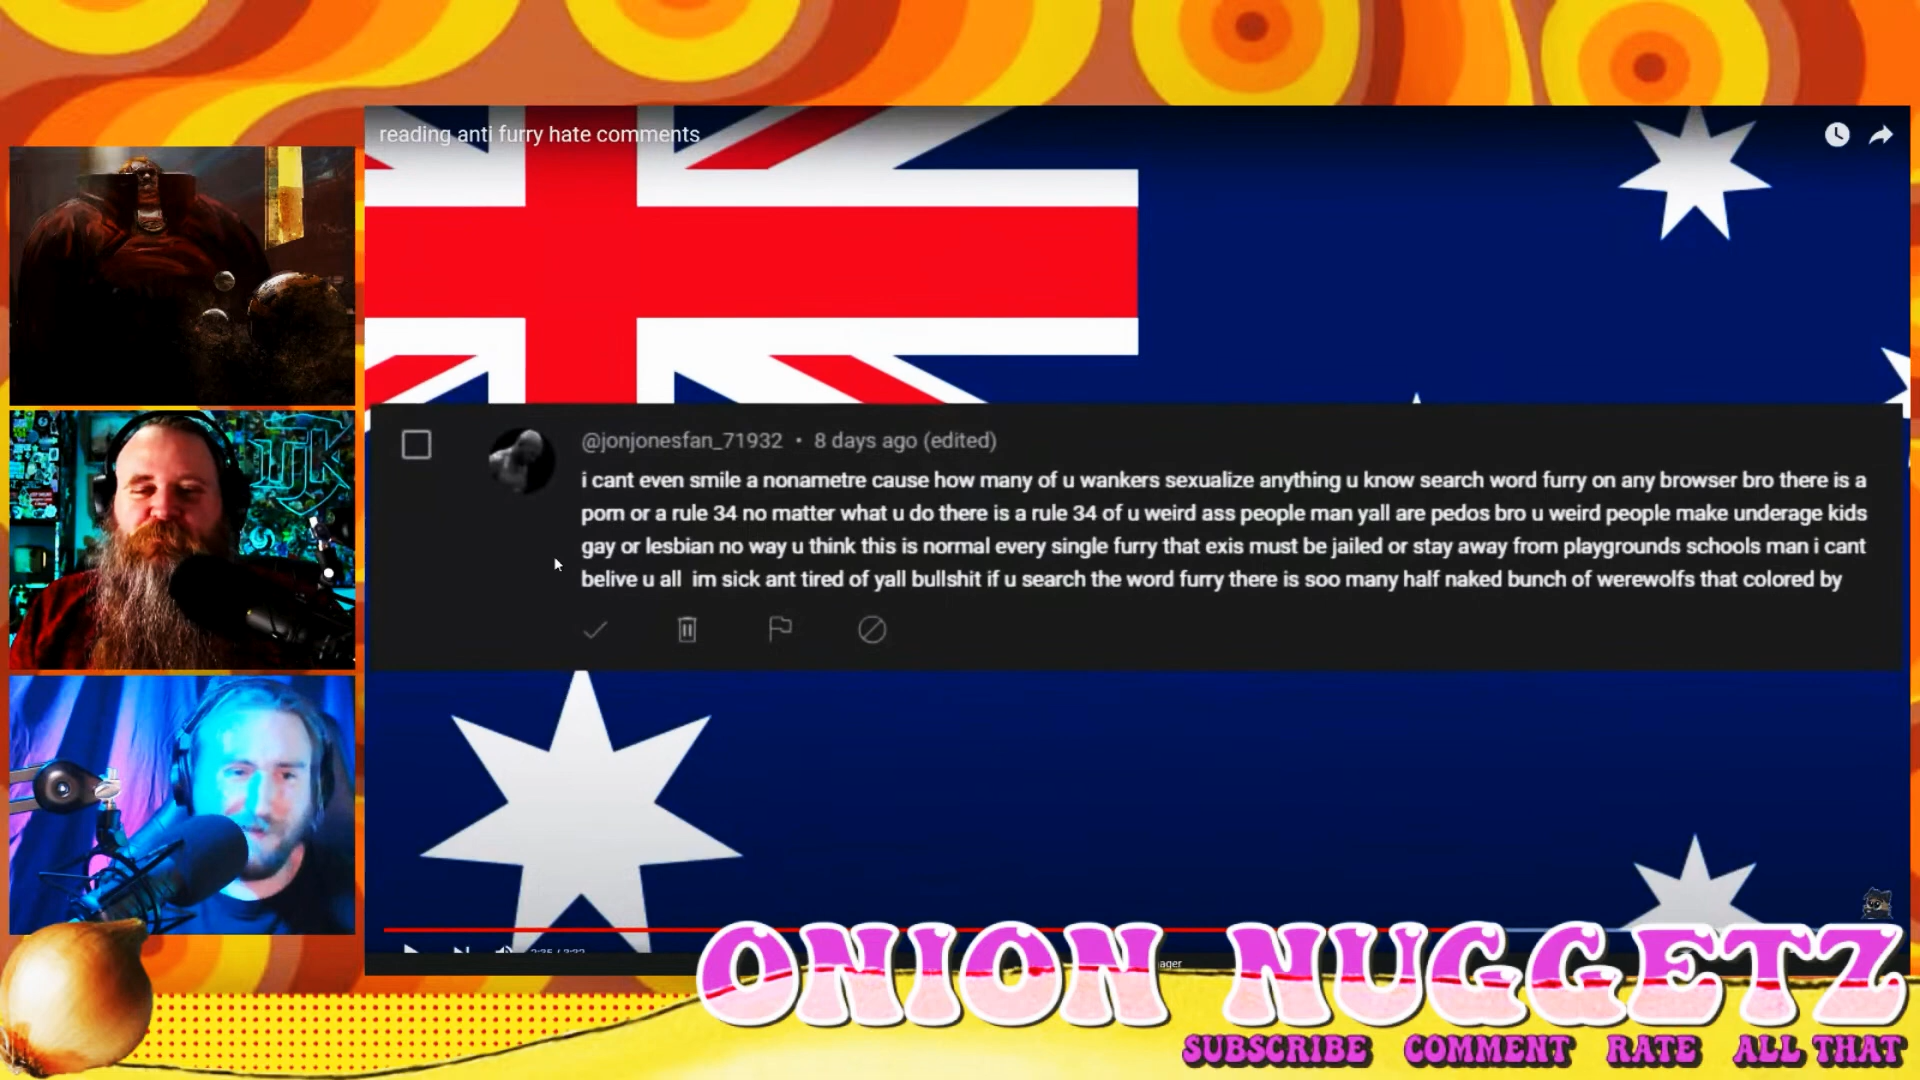 reading anti furry hate comments
@jonjonesfan_71932 • 8 days ago (edited)
i cant even smile a nonametre cause how many of u wankers sexualize anything u know search word furry on any browser bro there is a
porn or a rule 34 no matter what u do there is a rule 34 of u weird ass people man yall are pedos bro u weird people make underage kids
gay or lesbian no way u think this is normal every single furry that exis must be jailed or stay away from playgrounds schools man i cant
belive u all im sick ant tired of yall bullshit if u search the word furry there is soo many half naked bunch of werewolfs that colored by
ONION NUGGETZ
SUBSCRIBE COMMENT RATE ALL THAT